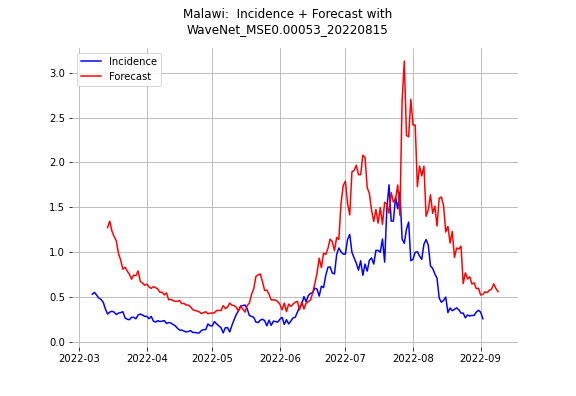 Malawi:  Incidence + Forecast with
WaveNet_MSE0.00053_20220815
Incidence
Forecast
3.0
2.5
2.0
1.5
1.0
0.5
0.0
2022-03 2022-04 2022-05 2022-06 2022-07 2022-08 2022-09